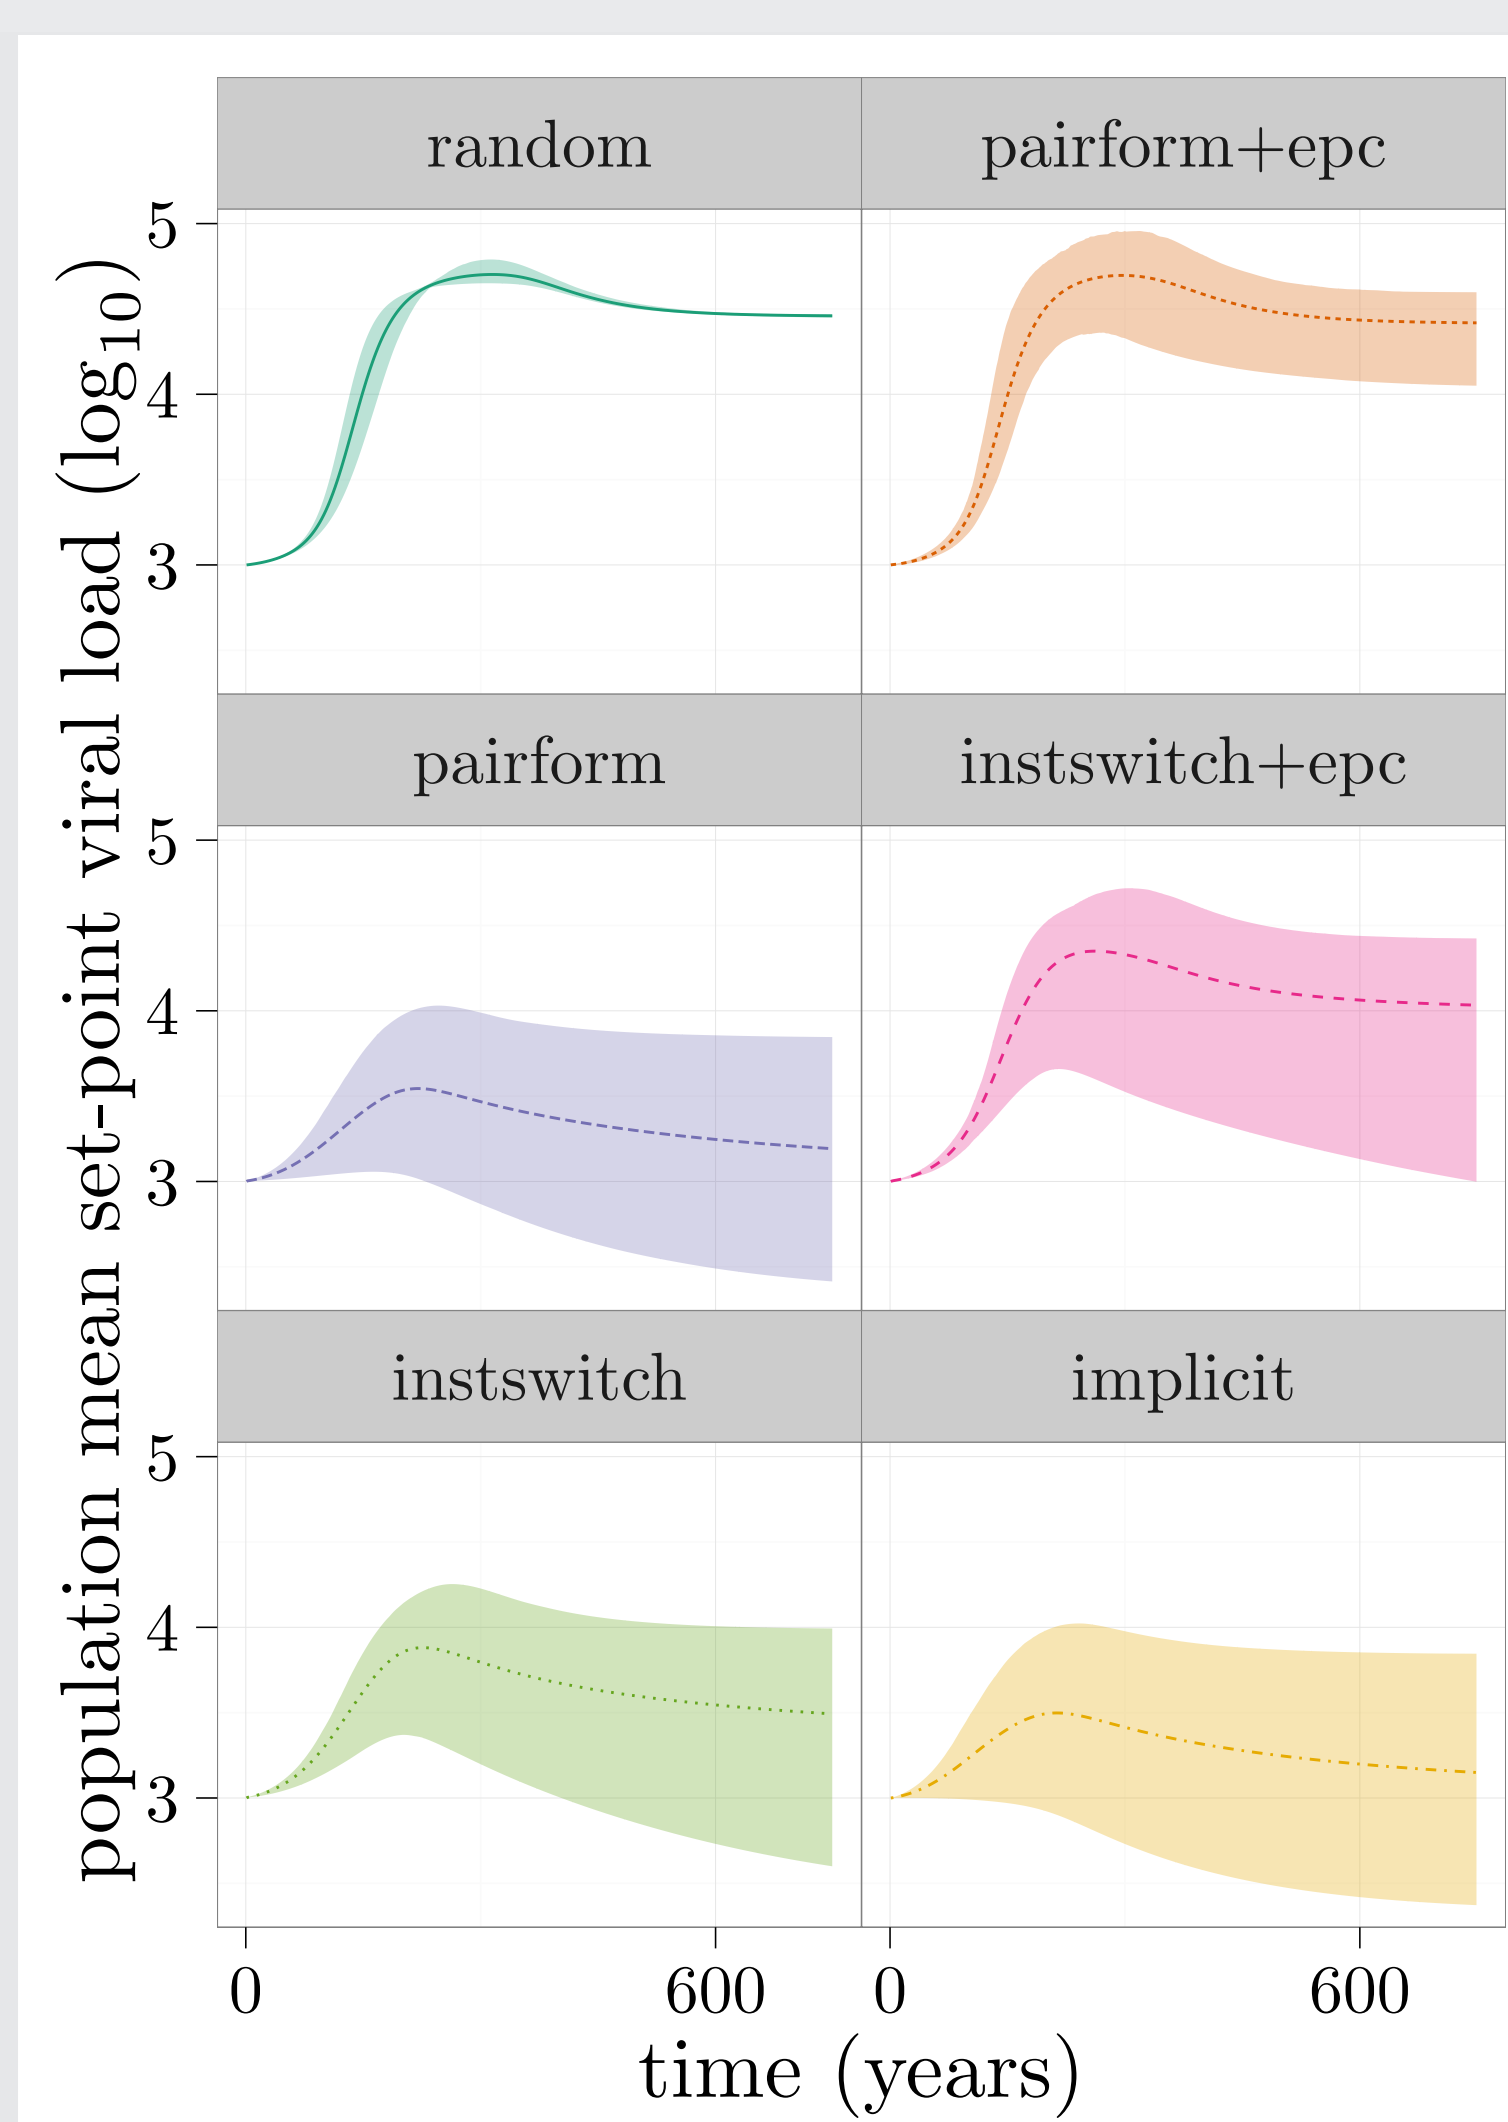 population mean set-point viral load (log10)
random
pairform+epc
5
4
3
pairform
instswitch+epc
5
4
3
instswitch
implicit
5
4
3
0 600 0 600
time (years)